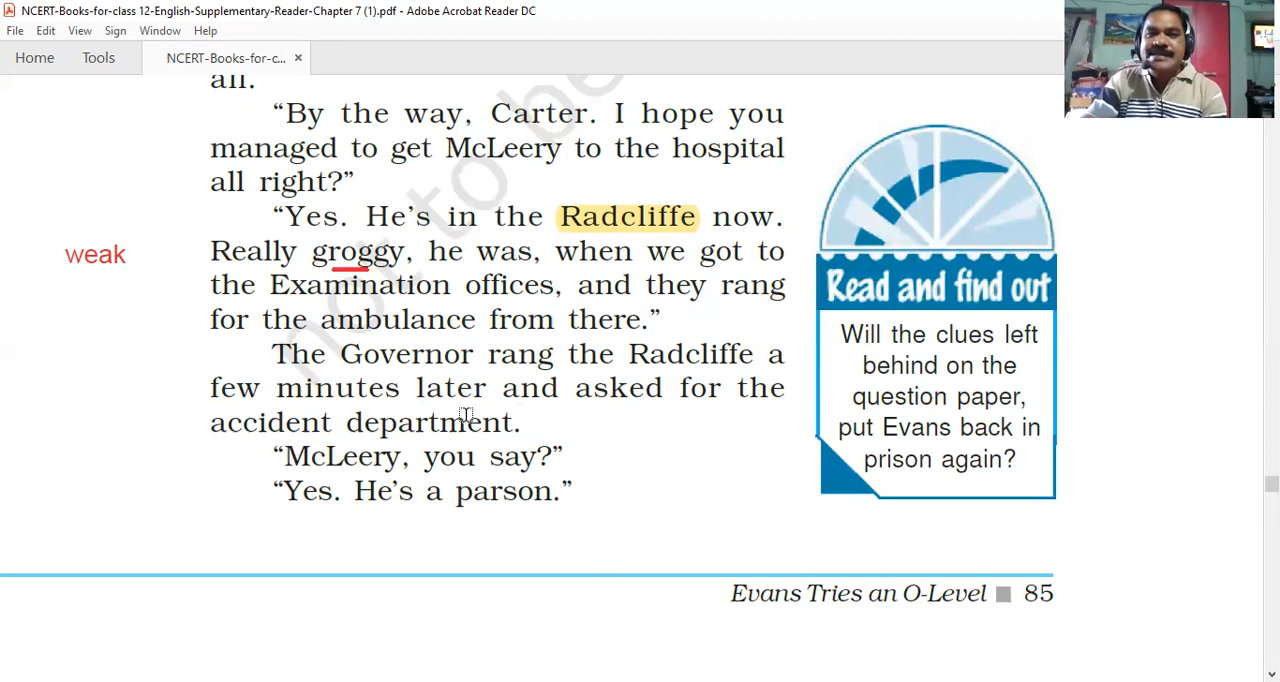 NCERT-Books-for-class 12-English-Supplementary-Reader-Chapter 7 (1).pdf - Adobe Acrobat Reader DC
File Edit View Sign Window Help
Home Tools NCERT-Books-for-c... ×
all.
“By the way, Carter. I hope you
managed to get McLeery to the hospital
all right?”
“Yes. He’s in the Radcliffe now.
weak
Really groggy, he was, when we got to
the Examination offices, and they rang
for the ambulance from there.”
The Governor rang the Radcliffe a
few minutes later and asked for the
accident department.
“McLeery, you say?”
“Yes. He’s a parson.”
Read and find out
Will the clues left
behind on the
question paper,
put Evans back in
prison again?
not to be
Evans Tries an O-Level 85